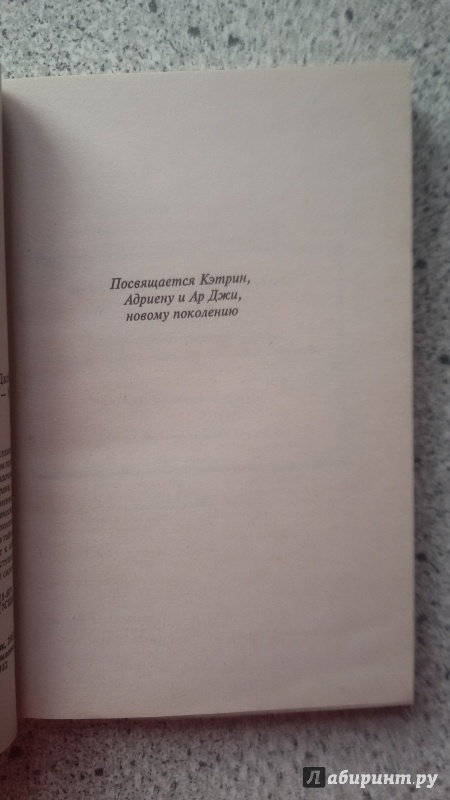 Посвящается Кэтрин,
Адриену и Ар Джи,
новому поколению
Лабиринт.ру